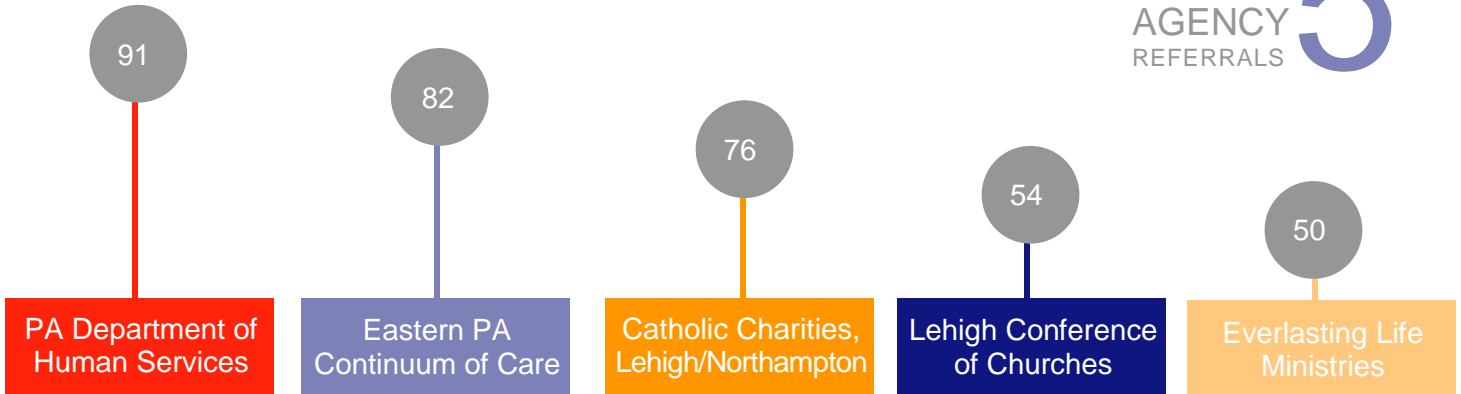 AGENCY
REFERRALS
91
82
76
54
50
PA Department of
Human Services
Eastern PA
Continuum of Care
Catholic Charities,
Lehigh/Northampton
Lehigh Conference
of Churches
Everlasting Life
Ministries